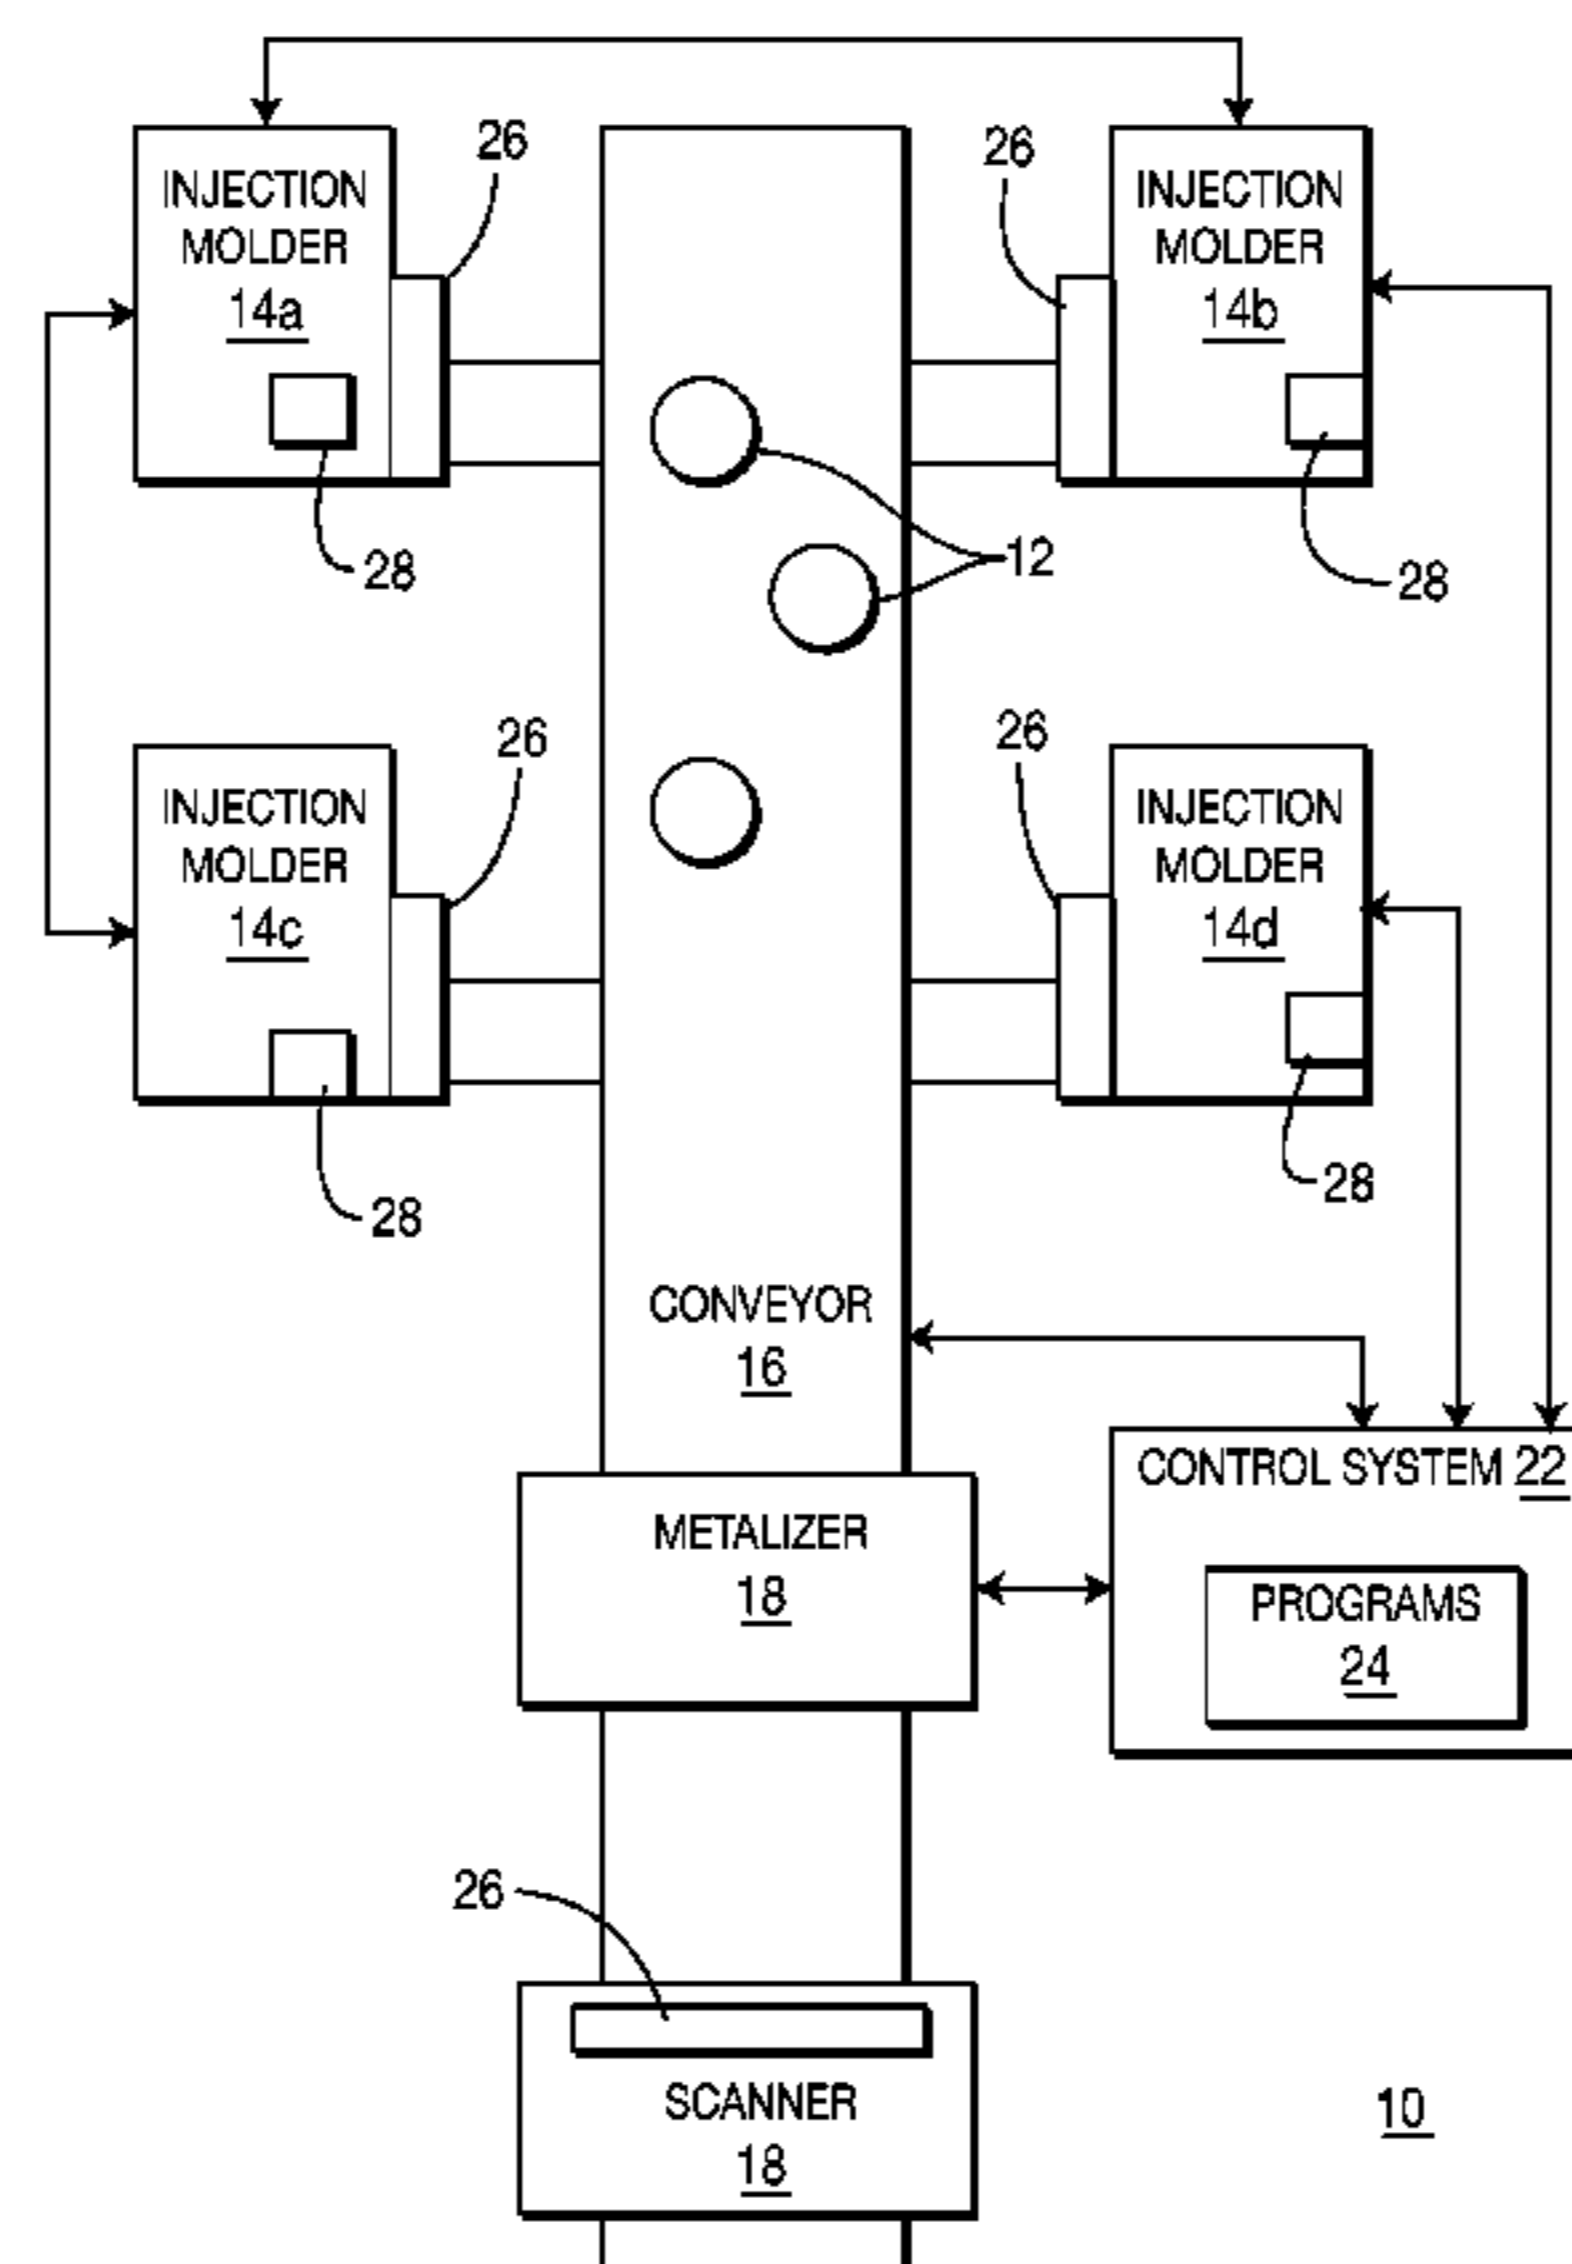 26
26
INJECTION
MOLDER
14a
INJECTION
MOLDER
14b
28
12
28
26
26
INJECTION
MOLDER
14c
INJECTION
MOLDER
14d
28
28
CONVEYOR
16
CONTROL SYSTEM 22
METALIZER
18
PROGRAMS
24
26
SCANNER
18
10